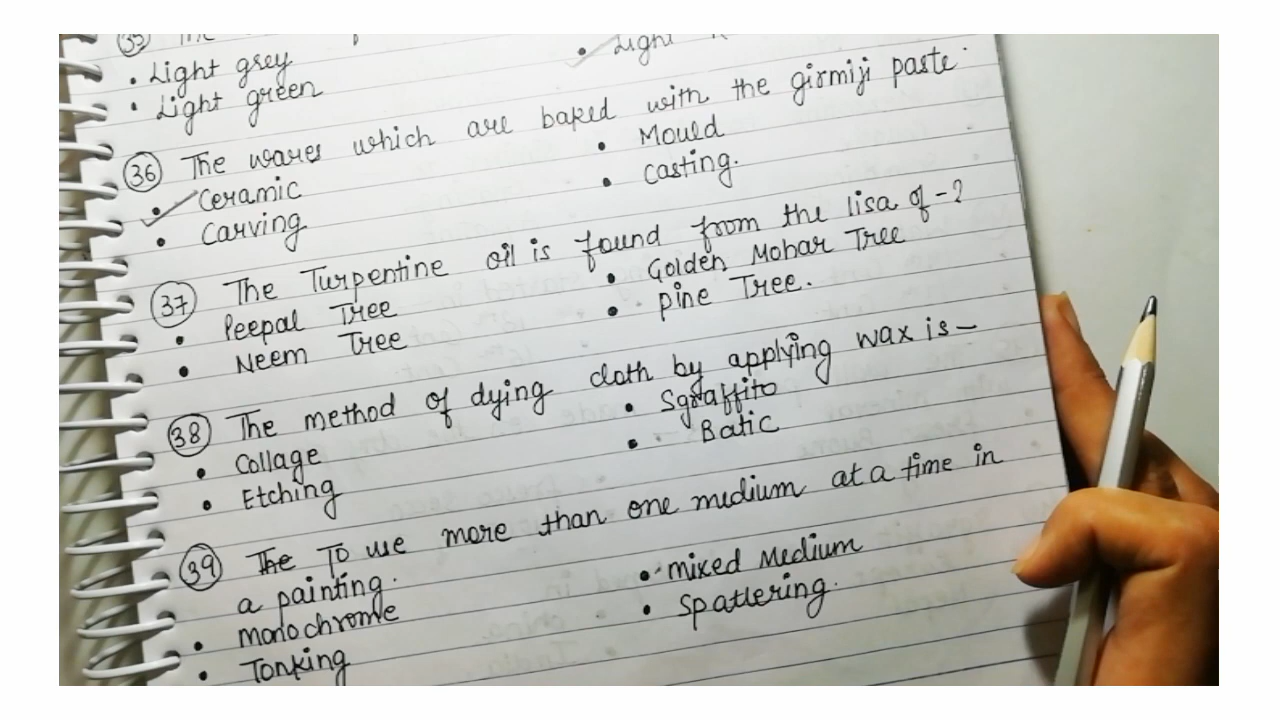 35 The
• Light grey
• Light
• Light green
36 The wares which are baked with the girmiji paste.
• Ceramic • Mould
• Carving • Casting.
37 The Turpentine oil is found from the lisa of - ?
• Peepal Tree • Golden Mohar Tree
• Neem Tree • Pine Tree.
38 The method of dying cloth by applying wax is -
• Collage • Sgraffito
• Etching • Batic
39 The To use more than one medium at a time in
a painting.
• Monochrome • mixed Medium
• Tonking • Spattering.